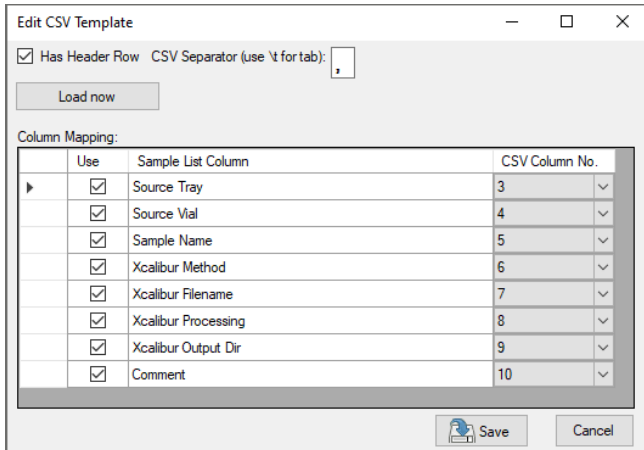 Edit CSV Template
Has Header Row CSV Separator (use \t for tab): ,
Load now
Column Mapping:
Use Sample List Column CSV Column No.
Source Tray 3
Source Vial 4
Sample Name 5
Xcalibur Method 6
Xcalibur Filename 7
Xcalibur Processing 8
Xcalibur Output Dir 9
Comment 10
Save Cancel